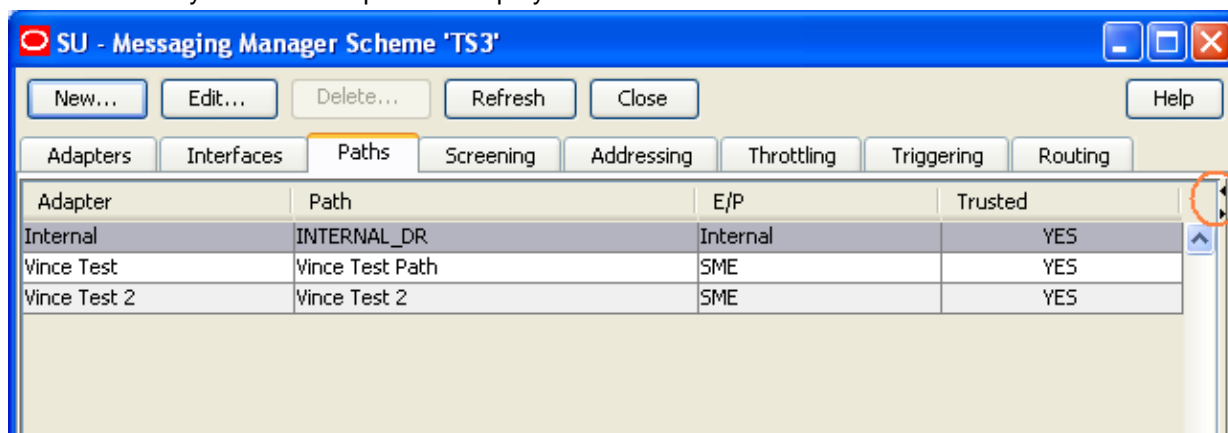 SU - Messaging Manager Scheme 'TS3'
New... Edit... Delete... Refresh Close Help
Adapters Interfaces Paths Screening Addressing Throttling Triggering Routing
Adapter Path E/P Trusted
Internal INTERNAL_DR Internal YES
Vince Test Vince Test Path SME YES
Vince Test 2 Vince Test 2 SME YES